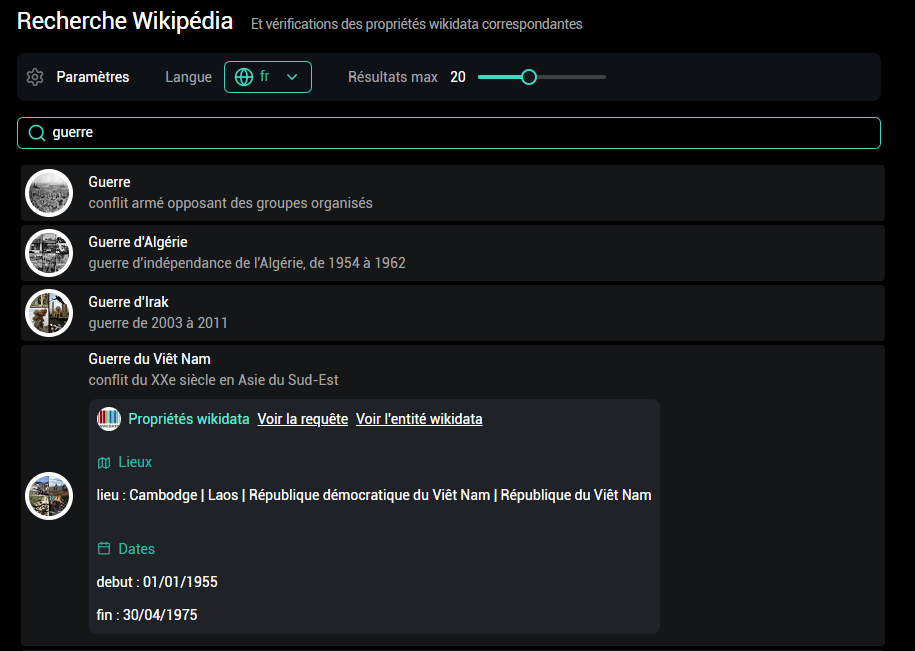 Recherche Wikipédia Et vérifications des propriétés wikidata correspondantes
Paramètres Langue fr Résultats max 20
guerre
Guerre
conflit armé opposant des groupes organisés
Guerre d'Algérie
guerre d'indépendance de l'Algérie, de 1954 à 1962
Guerre d'Irak
guerre de 2003 à 2011
Guerre du Viêt Nam
conflit du XXe siècle en Asie du Sud-Est
Propriétés wikidata Voir la requête Voir l'entité wikidata
Lieux
lieu : Cambodge | Laos | République démocratique du Viêt Nam | République du Viêt Nam
Dates
debut : 01/01/1955
fin : 30/04/1975